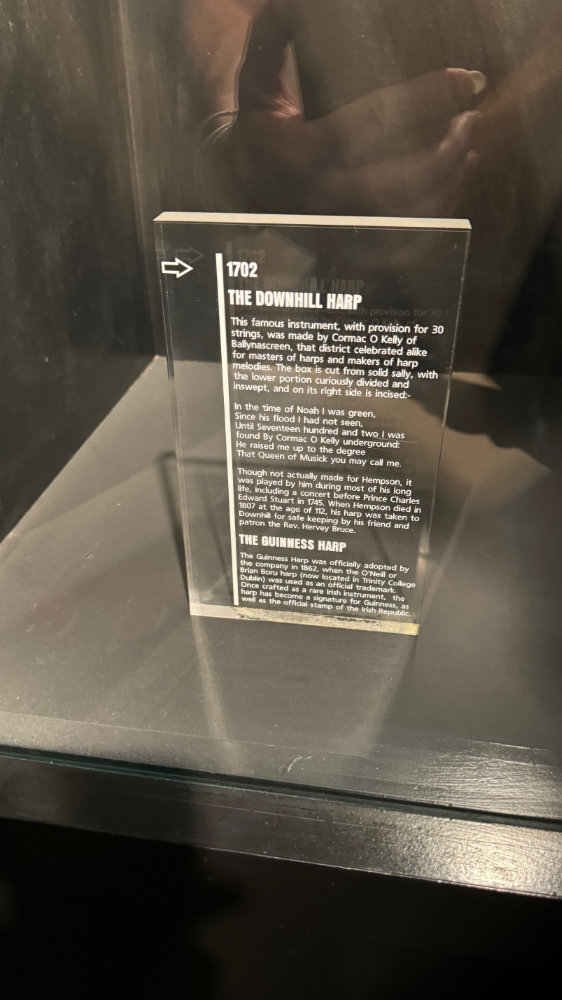 1702
THE DOWNHILL HARP
This famous instrument, with provision for 30
strings, was made by Cormac O Kelly of
Ballynascreen, that district celebrated alike
for masters of harps and makers of harp
melodies. The box is cut from solid sally, with
the lower portion curiously divided and
inswept, and on its right side is incised:-
In the time of Noah I was green,
Since his flood I had not seen,
Until Seventeen hundred and two I was
found By Cormac O Kelly underground:
He raised me up to the degree
That Queen of Musick you may call me.
Though not actually made for Hempson, it
was played by him during most of his long
life, including a concert before Prince Charles
Edward Stuart in 1745. When Hempson died in
1807 at the age of 112, his harp was taken to
Downhill for safe keeping by his friend and
patron the Rev. Hervey Bruce.
THE GUINNESS HARP
The Guinness Harp was officially adopted by
the company in 1862, when the O'Neill or
Brian Boru harp (now located in Trinity College
Dublin) was used as an official trademark.
Once crafted as a rare Irish instrument, the
harp has become a signature for Guinness, as
well as the official stamp of the Irish Republic.